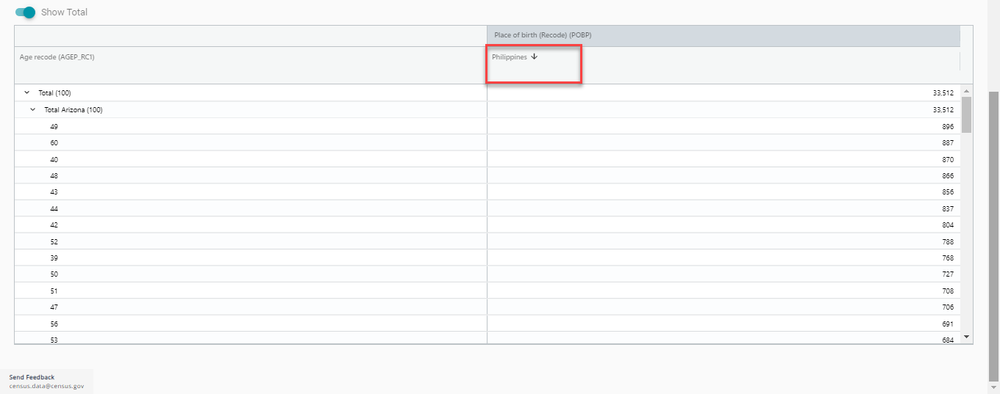 Show Total
Place of birth (Recode) (POBP)
Age recode (AGEP_RC1) Philippines
Total (100) 33,512
Total Arizona (100) 33,512
49 896
60 887
40 870
48 866
43 856
44 837
42 804
52 788
39 768
50 727
51 708
47 706
56 691
53 684
Send Feedback
census.data@census.gov